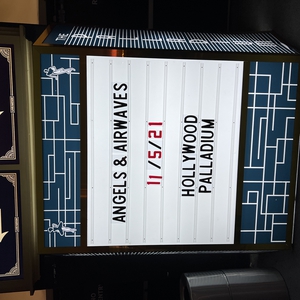 ANGELS & AIRWAVES
11/5/21
HOLLYWOOD
PALLADIUM